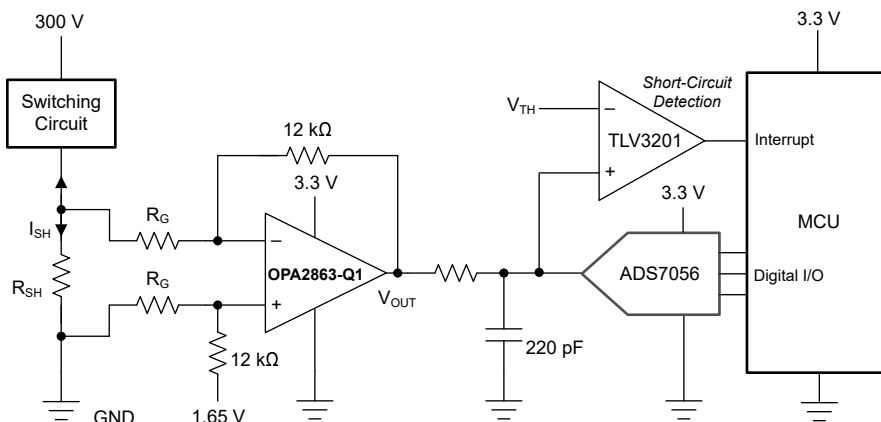 300 V
Switching
Circuit
I_SH
R_SH
R_G
R_G
12 kΩ
3.3 V
−
OPA2863-Q1
+
V_OUT
12 kΩ
1.65 V
GND
220 pF
V_TH
Short-Circuit
Detection
−
TLV3201
+
3.3 V
ADS7056
3.3 V
Interrupt
MCU
Digital I/O